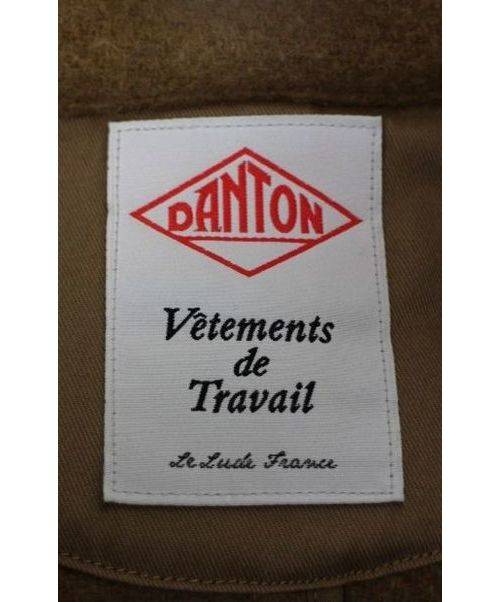 DANTON
Vêtements
de
Travail
Le Lude France